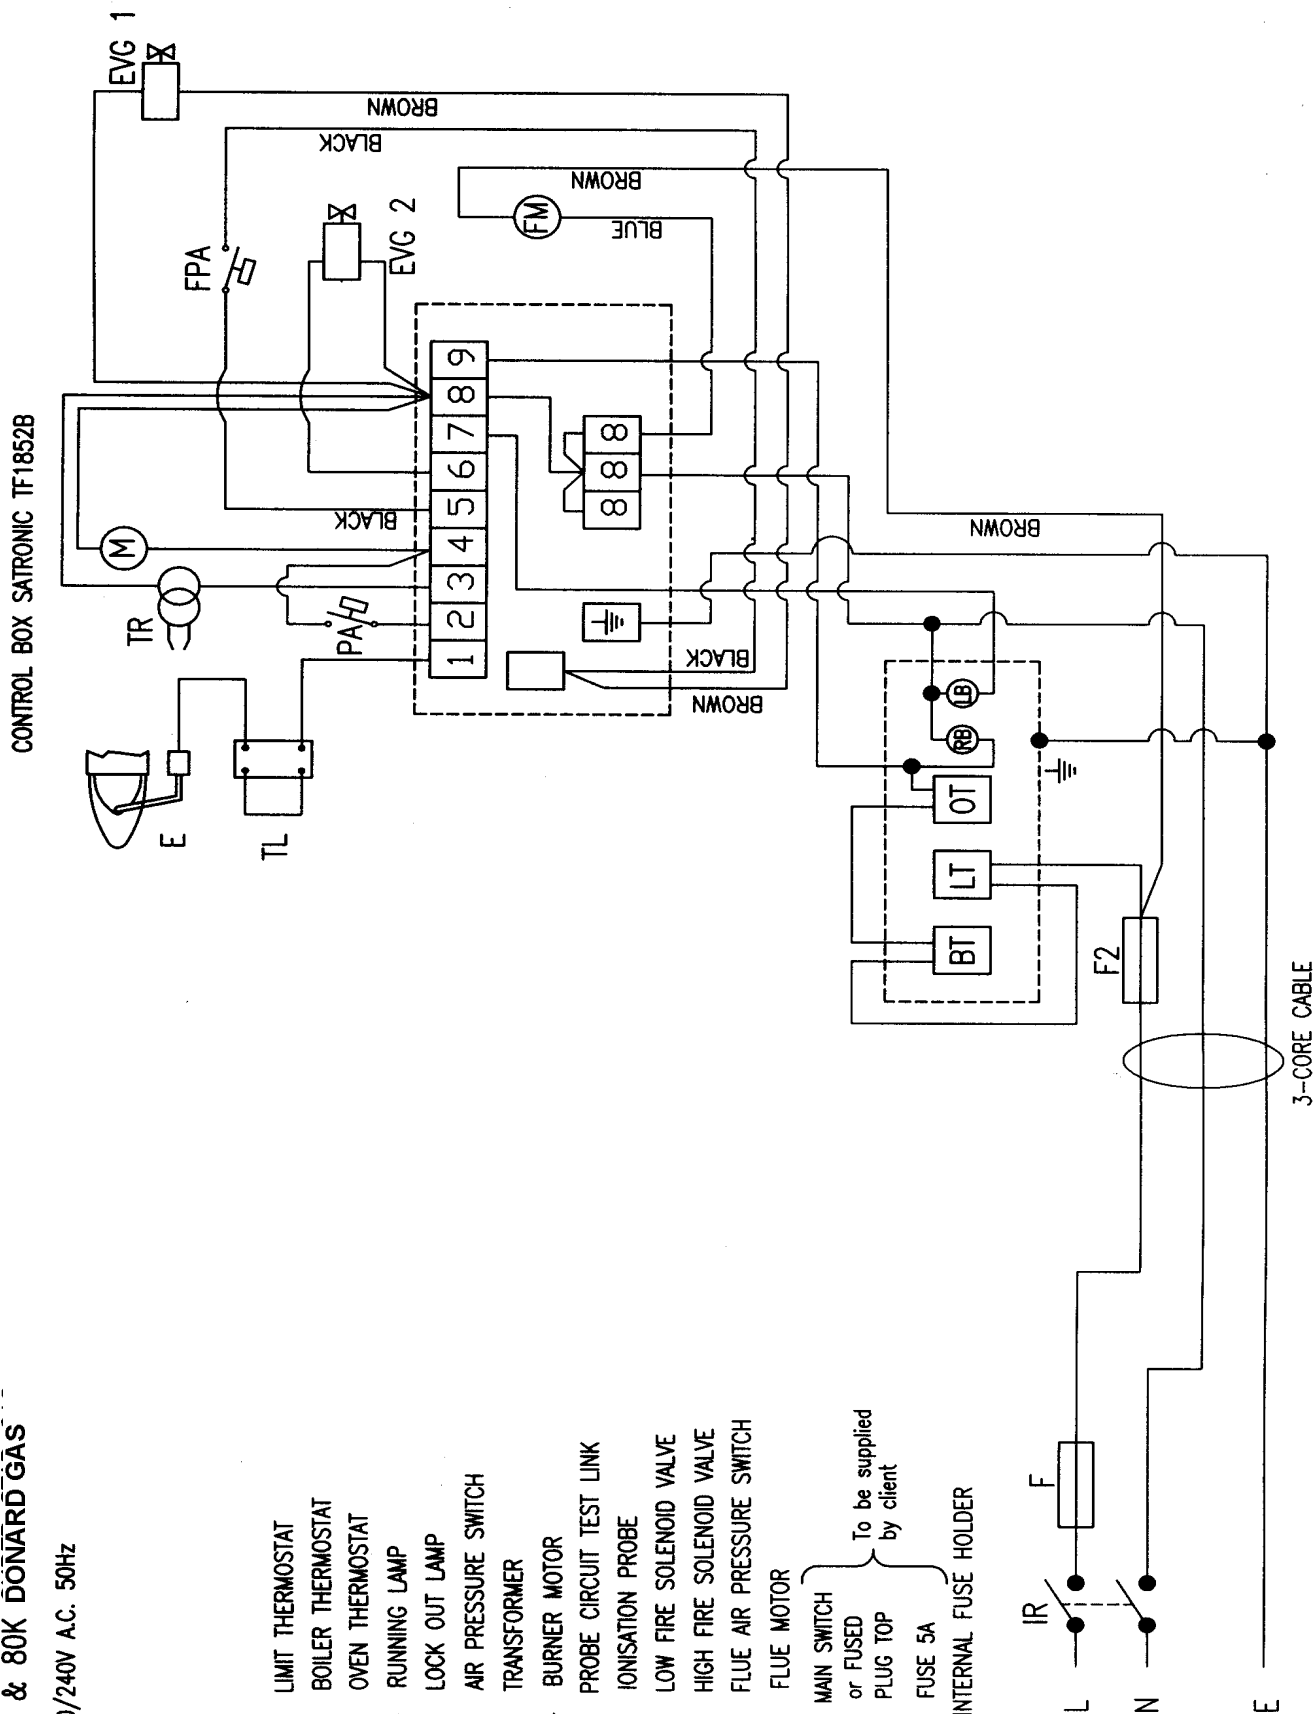 & 80K DONARD GAS
0/240V A.C. 50Hz
CONTROL BOX SATRONIC TF1852B
LIMIT THERMOSTAT
BOILER THERMOSTAT
OVEN THERMOSTAT
RUNNING LAMP
LOCK OUT LAMP
AIR PRESSURE SWITCH
TRANSFORMER
BURNER MOTOR
PROBE CIRCUIT TEST LINK
IONISATION PROBE
LOW FIRE SOLENOID VALVE
HIGH FIRE SOLENOID VALVE
FLUE AIR PRESSURE SWITCH
FLUE MOTOR
MAIN SWITCH
or FUSED
PLUG TOP
To be supplied
by client
FUSE 5A
INTERNAL FUSE HOLDER
E
TL
TR
M
PA
FPA
EVG 1
EVG 2
FM
BLACK
BROWN
BLACK
BROWN
BLUE
1 2 3 4 5 6 7 8 9
8 8 8
BLACK
BROWN
BROWN
BT
LT
OT
RB
LB
F2
3-CORE CABLE
F
IR
L
N
E